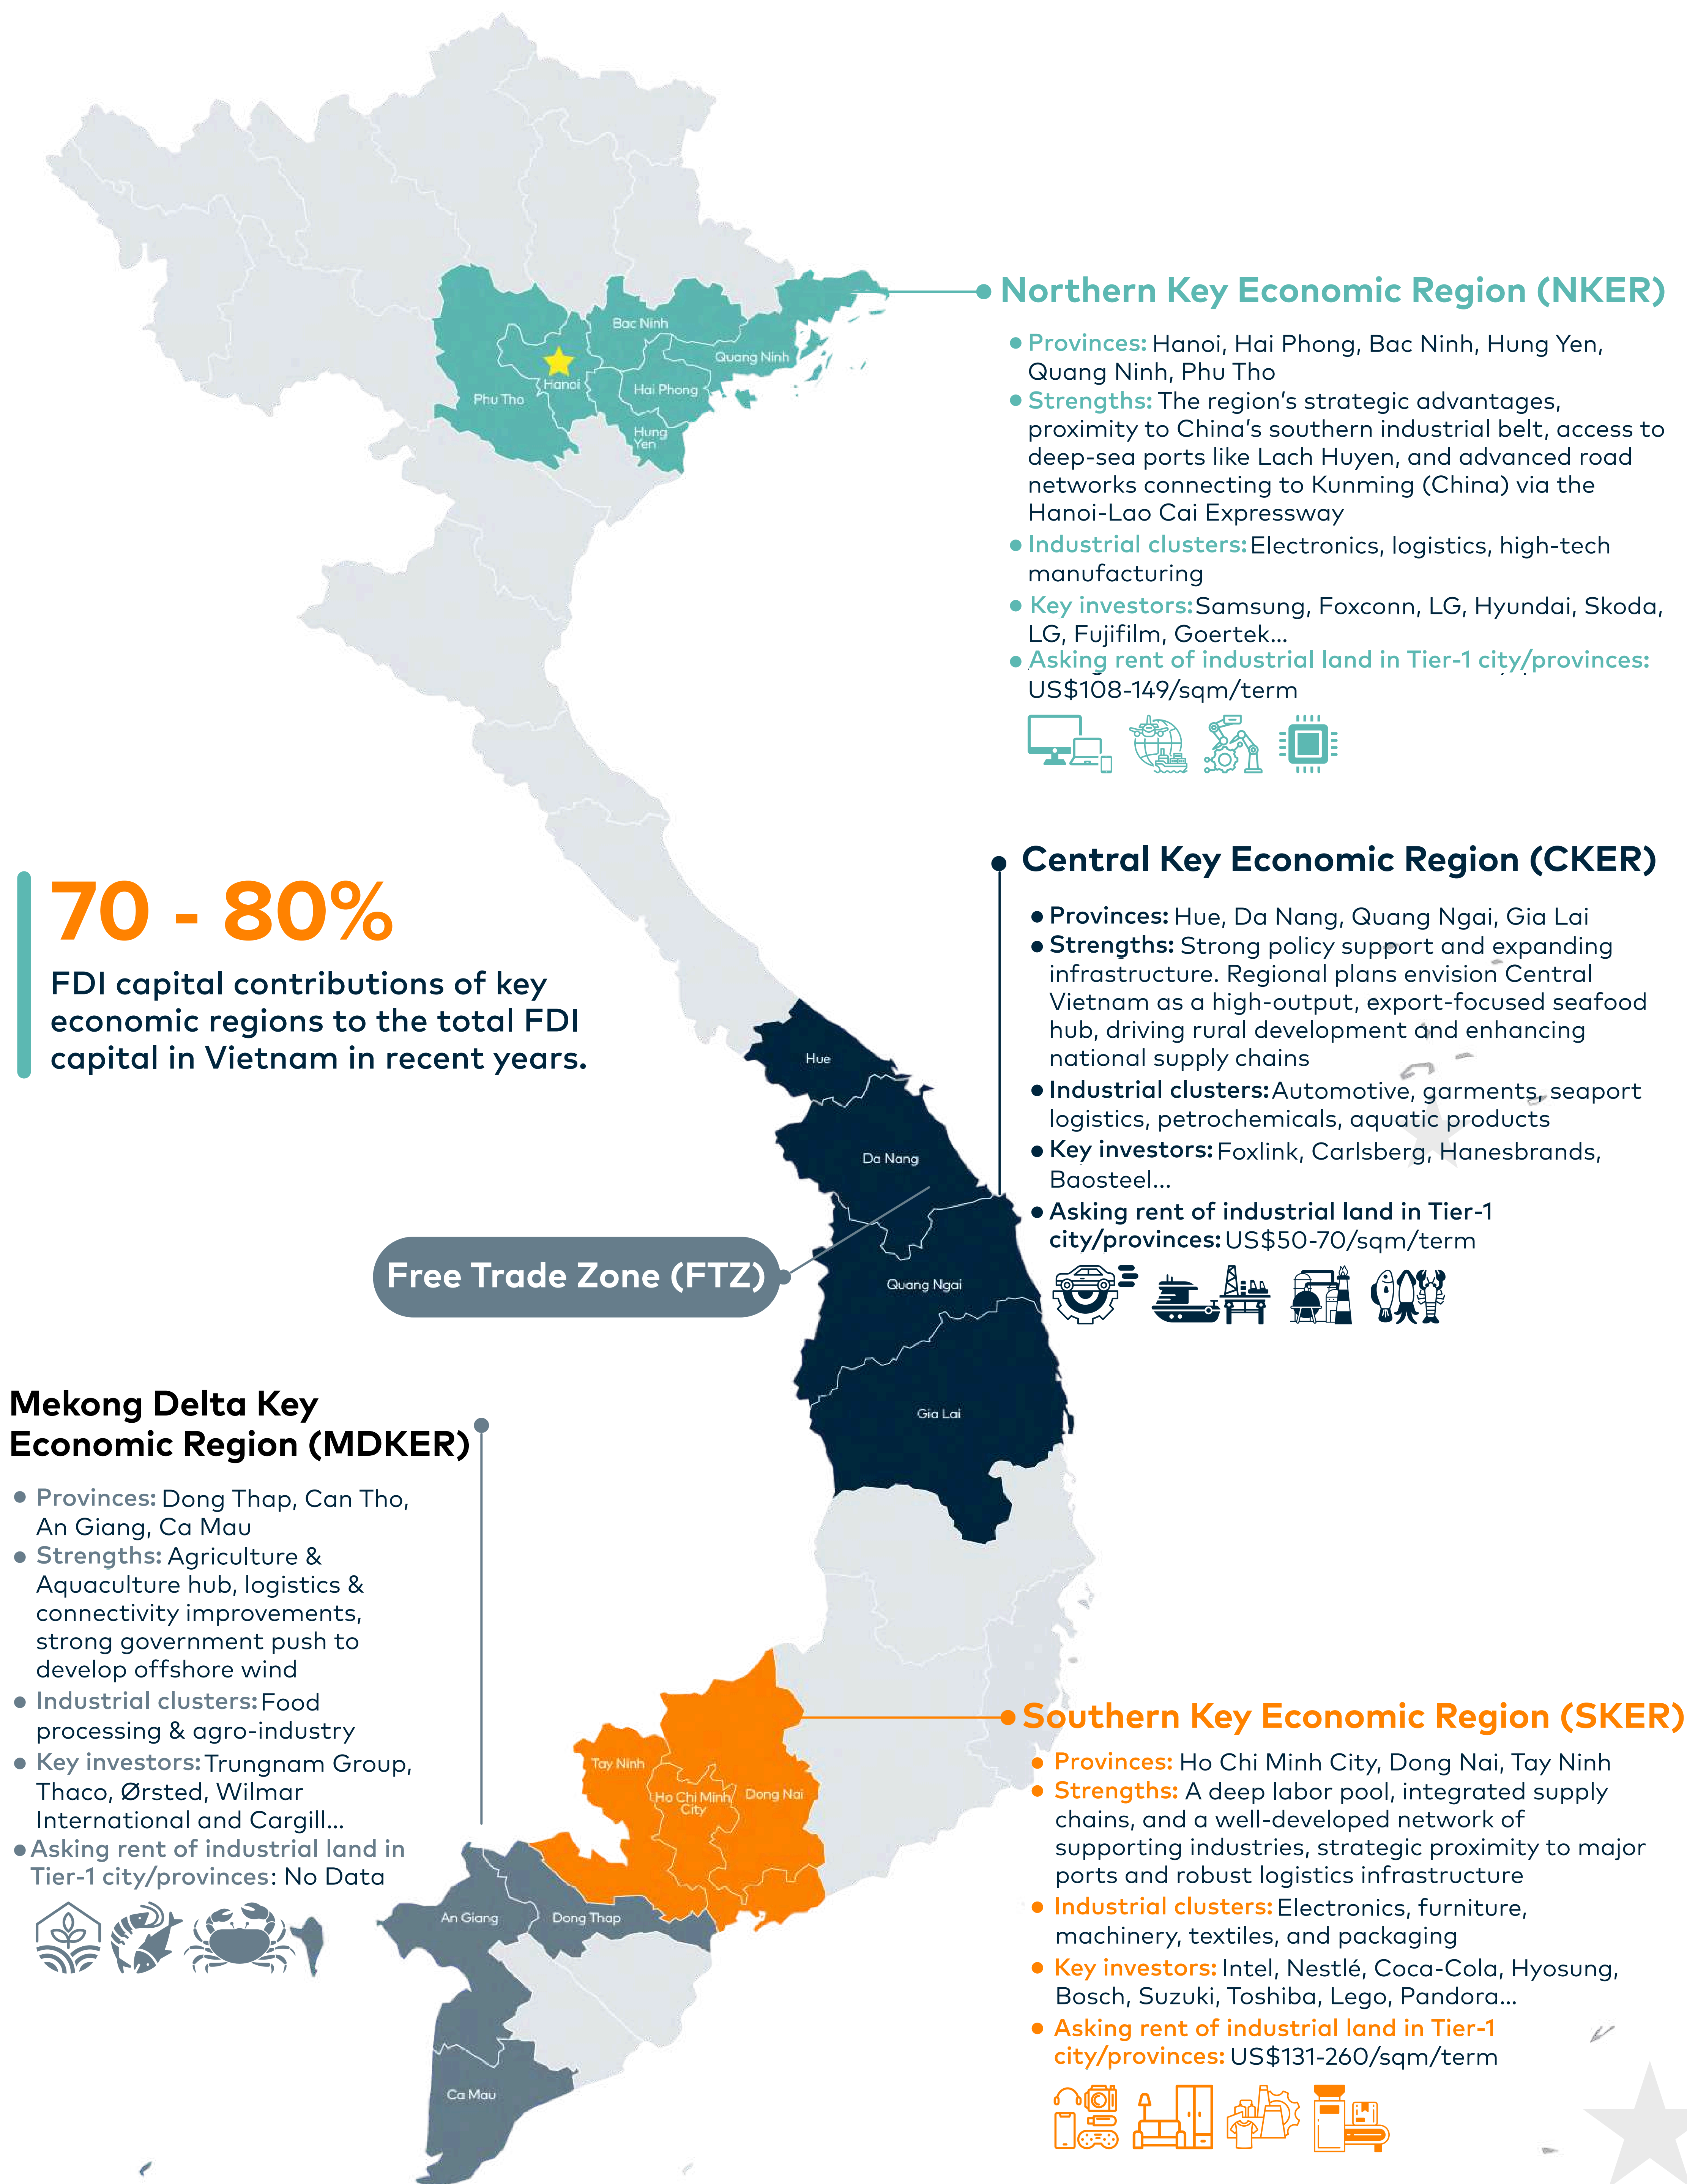 Northern Key Economic Region (NKER)
Provinces: Hanoi, Hai Phong, Bac Ninh, Hung Yen,
Quang Ninh, Phu Tho
Strengths: The region's strategic advantages,
proximity to China's southern industrial belt, access to
deep-sea ports like Lach Huyen, and advanced road
networks connecting to Kunming (China) via the
Hanoi-Lao Cai Expressway
Industrial clusters: Electronics, logistics, high-tech
manufacturing
Key investors: Samsung, Foxconn, LG, Hyundai, Skoda,
LG, Fujifilm, Goertek...
Asking rent of industrial land in Tier-1 city/provinces:
US$108-149/sqm/term
Bac Ninh
Quang Ninh
Hanoi
Hai Phong
Phu Tho
Hung
Yen
70 - 80%
FDI capital contributions of key
economic regions to the total FDI
capital in Vietnam in recent years.
Central Key Economic Region (CKER)
Provinces: Hue, Da Nang, Quang Ngai, Gia Lai
Strengths: Strong policy support and expanding
infrastructure. Regional plans envision Central
Vietnam as a high-output, export-focused seafood
hub, driving rural development and enhancing
national supply chains
Industrial clusters: Automotive, garments, seaport
logistics, petrochemicals, aquatic products
Key investors: Foxlink, Carlsberg, Hanesbrands,
Baosteel...
Asking rent of industrial land in Tier-1
city/provinces: US$50-70/sqm/term
Hue
Da Nang
Free Trade Zone (FTZ)
Quang Ngai
Gia Lai
Mekong Delta Key
Economic Region (MDKER)
Provinces: Dong Thap, Can Tho,
An Giang, Ca Mau
Strengths: Agriculture &
Aquaculture hub, logistics &
connectivity improvements,
strong government push to
develop offshore wind
Industrial clusters: Food
processing & agro-industry
Key investors: Trungnam Group,
Thaco, Ørsted, Wilmar
International and Cargill...
Asking rent of industrial land in
Tier-1 city/provinces: No Data
Tay Ninh
Ho Chi Minh
City
Dong Nai
An Giang
Dong Thap
Ca Mau
Southern Key Economic Region (SKER)
Provinces: Ho Chi Minh City, Dong Nai, Tay Ninh
Strengths: A deep labor pool, integrated supply
chains, and a well-developed network of
supporting industries, strategic proximity to major
ports and robust logistics infrastructure
Industrial clusters: Electronics, furniture,
machinery, textiles, and packaging
Key investors: Intel, Nestlé, Coca-Cola, Hyosung,
Bosch, Suzuki, Toshiba, Lego, Pandora...
Asking rent of industrial land in Tier-1
city/provinces: US$131-260/sqm/term